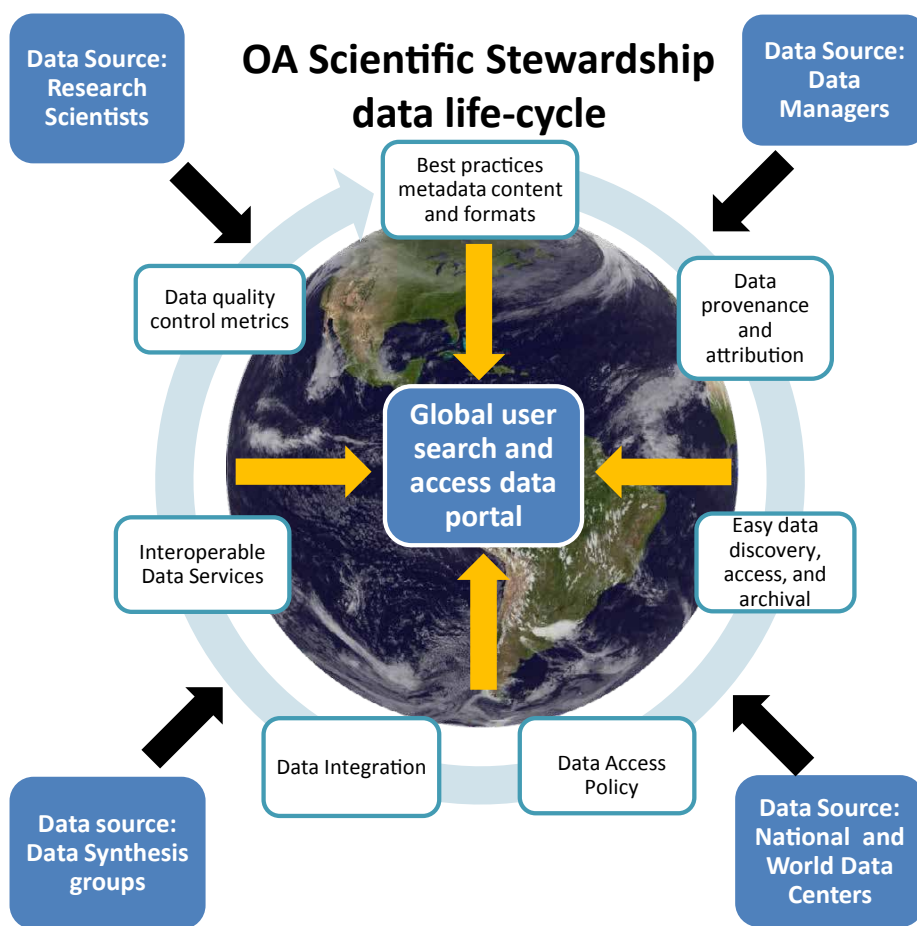 Data Source:
Research
Scientists
OA Scientific Stewardship
data life-cycle
Data Source:
Data
Managers
Best practices
metadata content
and formats
Data quality
control metrics
Data
provenance
and
attribution
Global user
search and
access data
portal
Interoperable
Data Services
Easy data
discovery,
access, and
archival
Data Integration
Data Access
Policy
Data source:
Data Synthesis
groups
Data Source:
National and
World Data
Centers